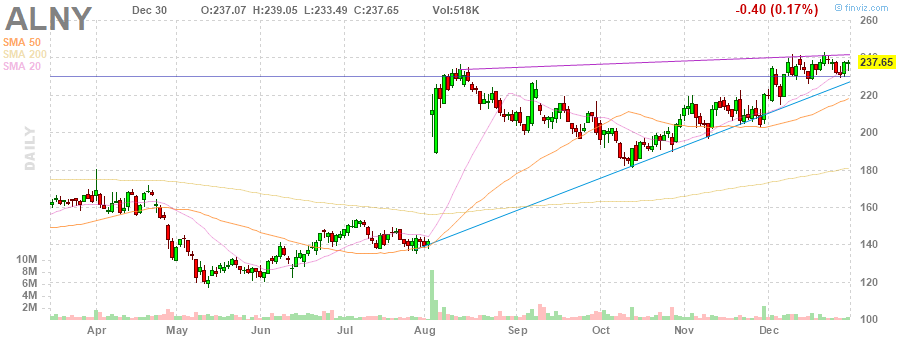 ALNY
Dec 30 O:237.07 H:239.05 L:233.49 C:237.65 Vol:518K -0.40 (0.17%)
© finviz.com
SMA 50
SMA 200
SMA 20
DAILY
260
240
237.65
220
200
180
160
140
120
100
10M
8M
6M
4M
2M
Apr May Jun Jul Aug Sep Oct Nov Dec